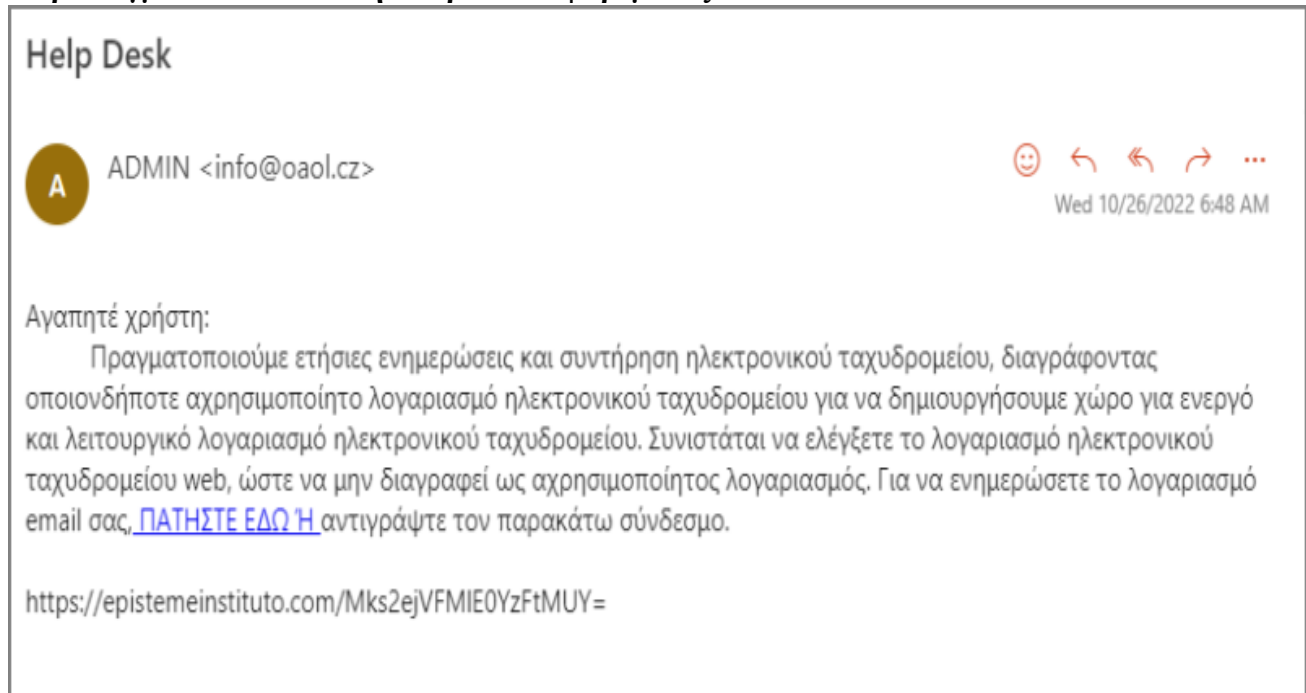 Help Desk
A
ADMIN <info@oaol.cz>
Wed 10/26/2022 6:48 AM
Αγαπητέ χρήστη:
Πραγματοποιούμε ετήσιες ενημερώσεις και συντήρηση ηλεκτρονικού ταχυδρομείου, διαγράφοντας
οποιονδήποτε αχρησιμοποίητο λογαριασμό ηλεκτρονικού ταχυδρομείου για να δημιουργήσουμε χώρο για ενεργό
και λειτουργικό λογαριασμό ηλεκτρονικού ταχυδρομείου. Συνιστάται να ελέγξετε το λογαριασμό ηλεκτρονικού
ταχυδρομείου web, ώστε να μην διαγραφεί ως αχρησιμοποίητος λογαριασμός. Για να ενημερώσετε το λογαριασμό
email σας, ΠΑΤΗΣΤΕ ΕΔΩ Ή αντιγράψτε τον παρακάτω σύνδεσμο.
https://epistemeinstituto.com/Mks2ejVFMlE0YzFtMUY=